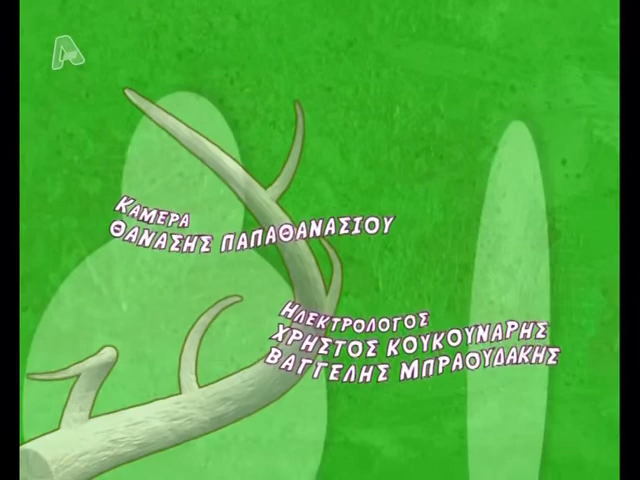 A
ΚΑΜΕΡΑ
ΘΑΝΑΣΗΣ ΠΑΠΑΘΑΝΑΣΙΟΥ
ΗΛΕΚΤΡΟΛΟΓΟΣ
ΧΡΗΣΤΟΣ ΚΟΥΚΟΥΝΑΡΗΣ
ΒΑΓΓΕΛΗΣ ΜΠΡΑΟΥΔΑΚΗΣ